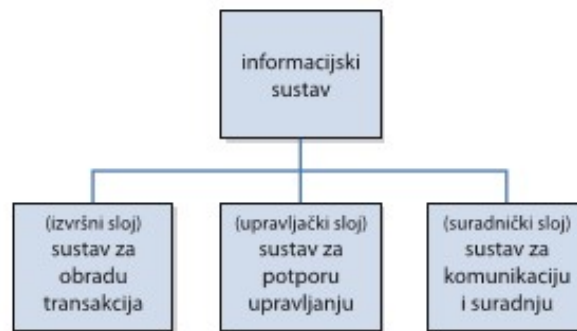 informacijski
sustav
(izvršni sloj)
sustav za
obradu
transakcija
(upravljački sloj)
sustav za
potporu
upravljanju
(suradnički sloj)
sustav za
komunikaciju
i suradnju